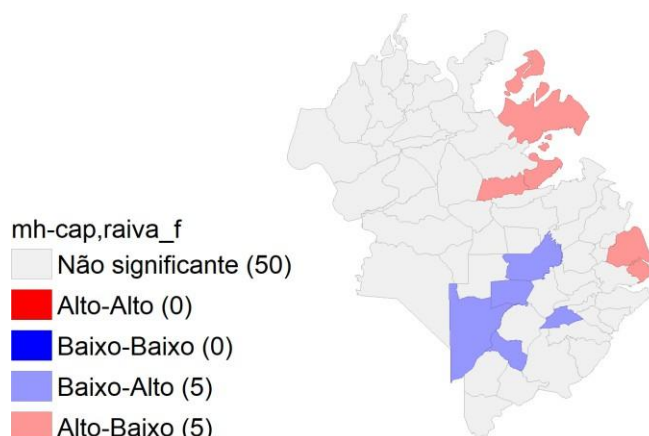 mh-cap,raiva_f
Não significante (50)
Alto-Alto (0)
Baixo-Baixo (0)
Baixo-Alto (5)
Alto-Baixo (5)